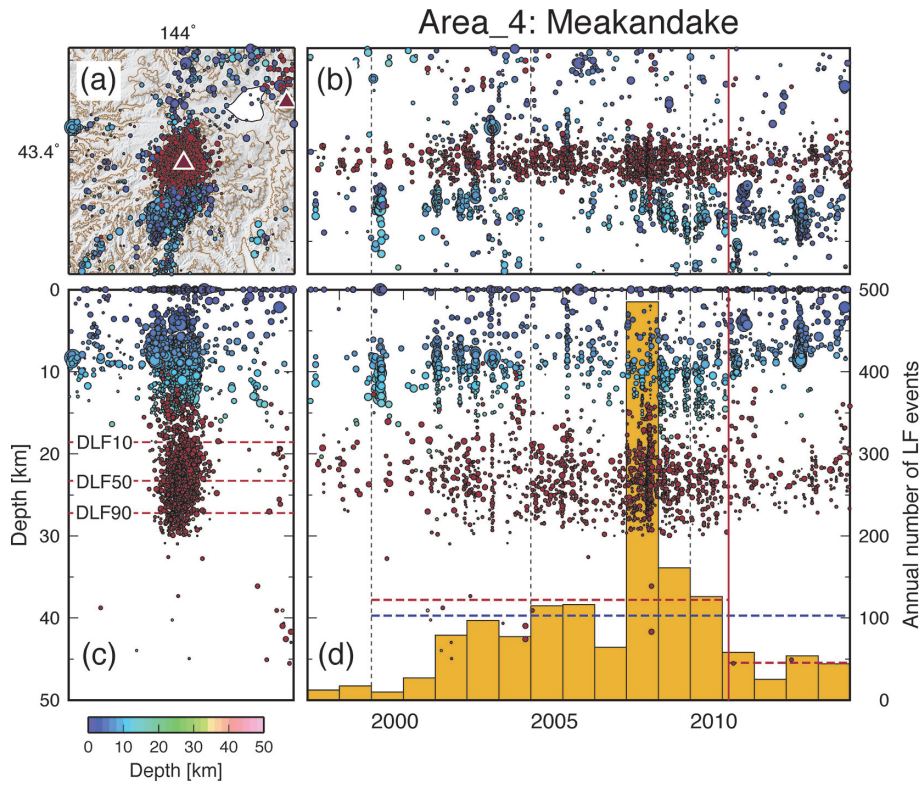 Area_4: Meakandake
144°
(a)
(b)
43.4°
0
10
20
30
40
50
Depth [km]
DLF10
DLF50
DLF90
(c)
(d)
500
400
300
200
100
0
Annual number of LF events
2000
2005
2010
0 10 20 30 40 50
Depth [km]